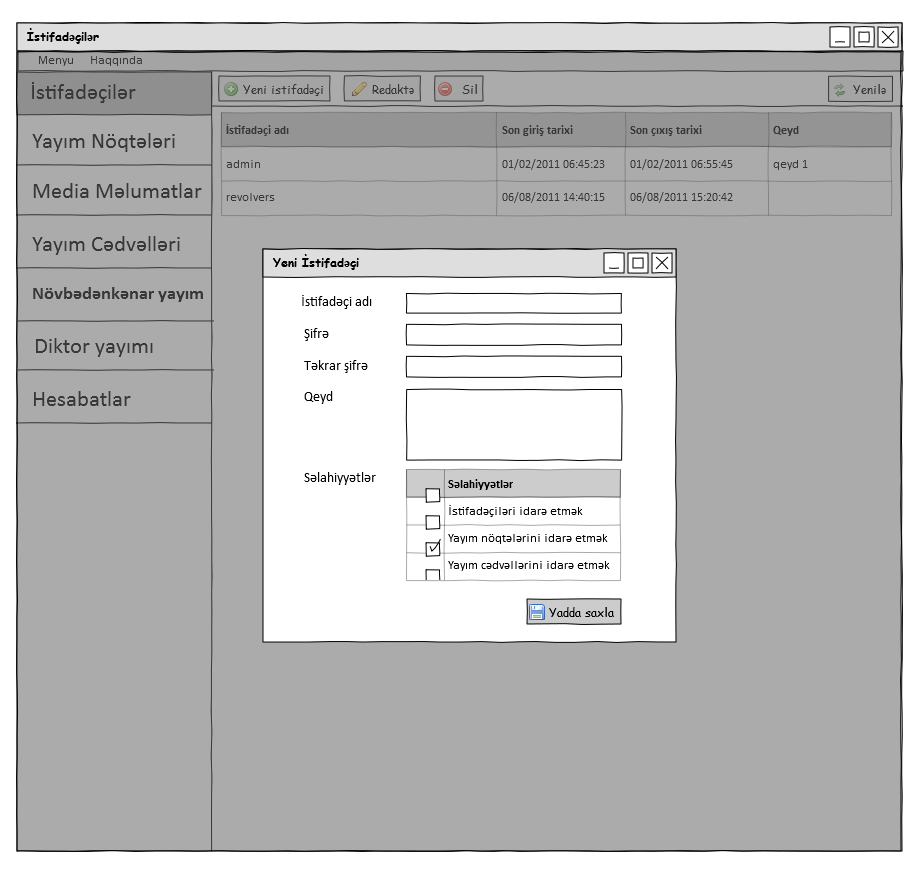 İstifadəçilər
Menyu Haqqında
İstifadəçilər
Yeni istifadəçi Redaktə Sil Yenilə
Yayım Nöqtələri
Media Məlumatlar
Yayım Cədvəlləri
Növbədənkənar yayım
Diktor yayımı
Hesabatlar
İstifadəçi adı Son giriş tarixi Son çıxış tarixi Qeyd
admin 01/02/2011 06:45:23 01/02/2011 06:55:45 qeyd 1
revolvers 06/08/2011 14:40:15 06/08/2011 15:20:42
Yeni İstifadəçi
İstifadəçi adı
Şifrə
Təkrar şifrə
Qeyd
Səlahiyyətlər
Səlahiyyətlər
İstifadəçiləri idarə etmək
Yayım nöqtələrini idarə etmək
Yayım cədvəllərini idarə etmək
Yadda saxla